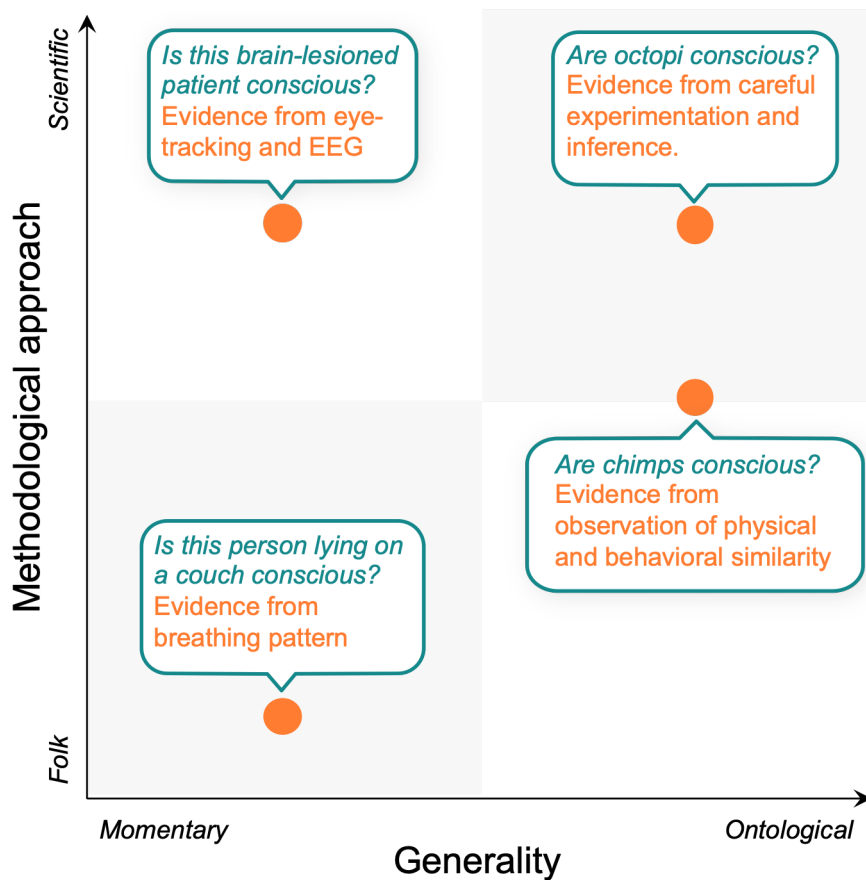 Scientific
Methodological approach
Folk
Is this brain-lesioned
patient conscious?
Evidence from eye-
tracking and EEG
Are octopi conscious?
Evidence from careful
experimentation and
inference.
Are chimps conscious?
Evidence from
observation of physical
and behavioral similarity
Is this person lying on
a couch conscious?
Evidence from
breathing pattern
Momentary
Ontological
Generality